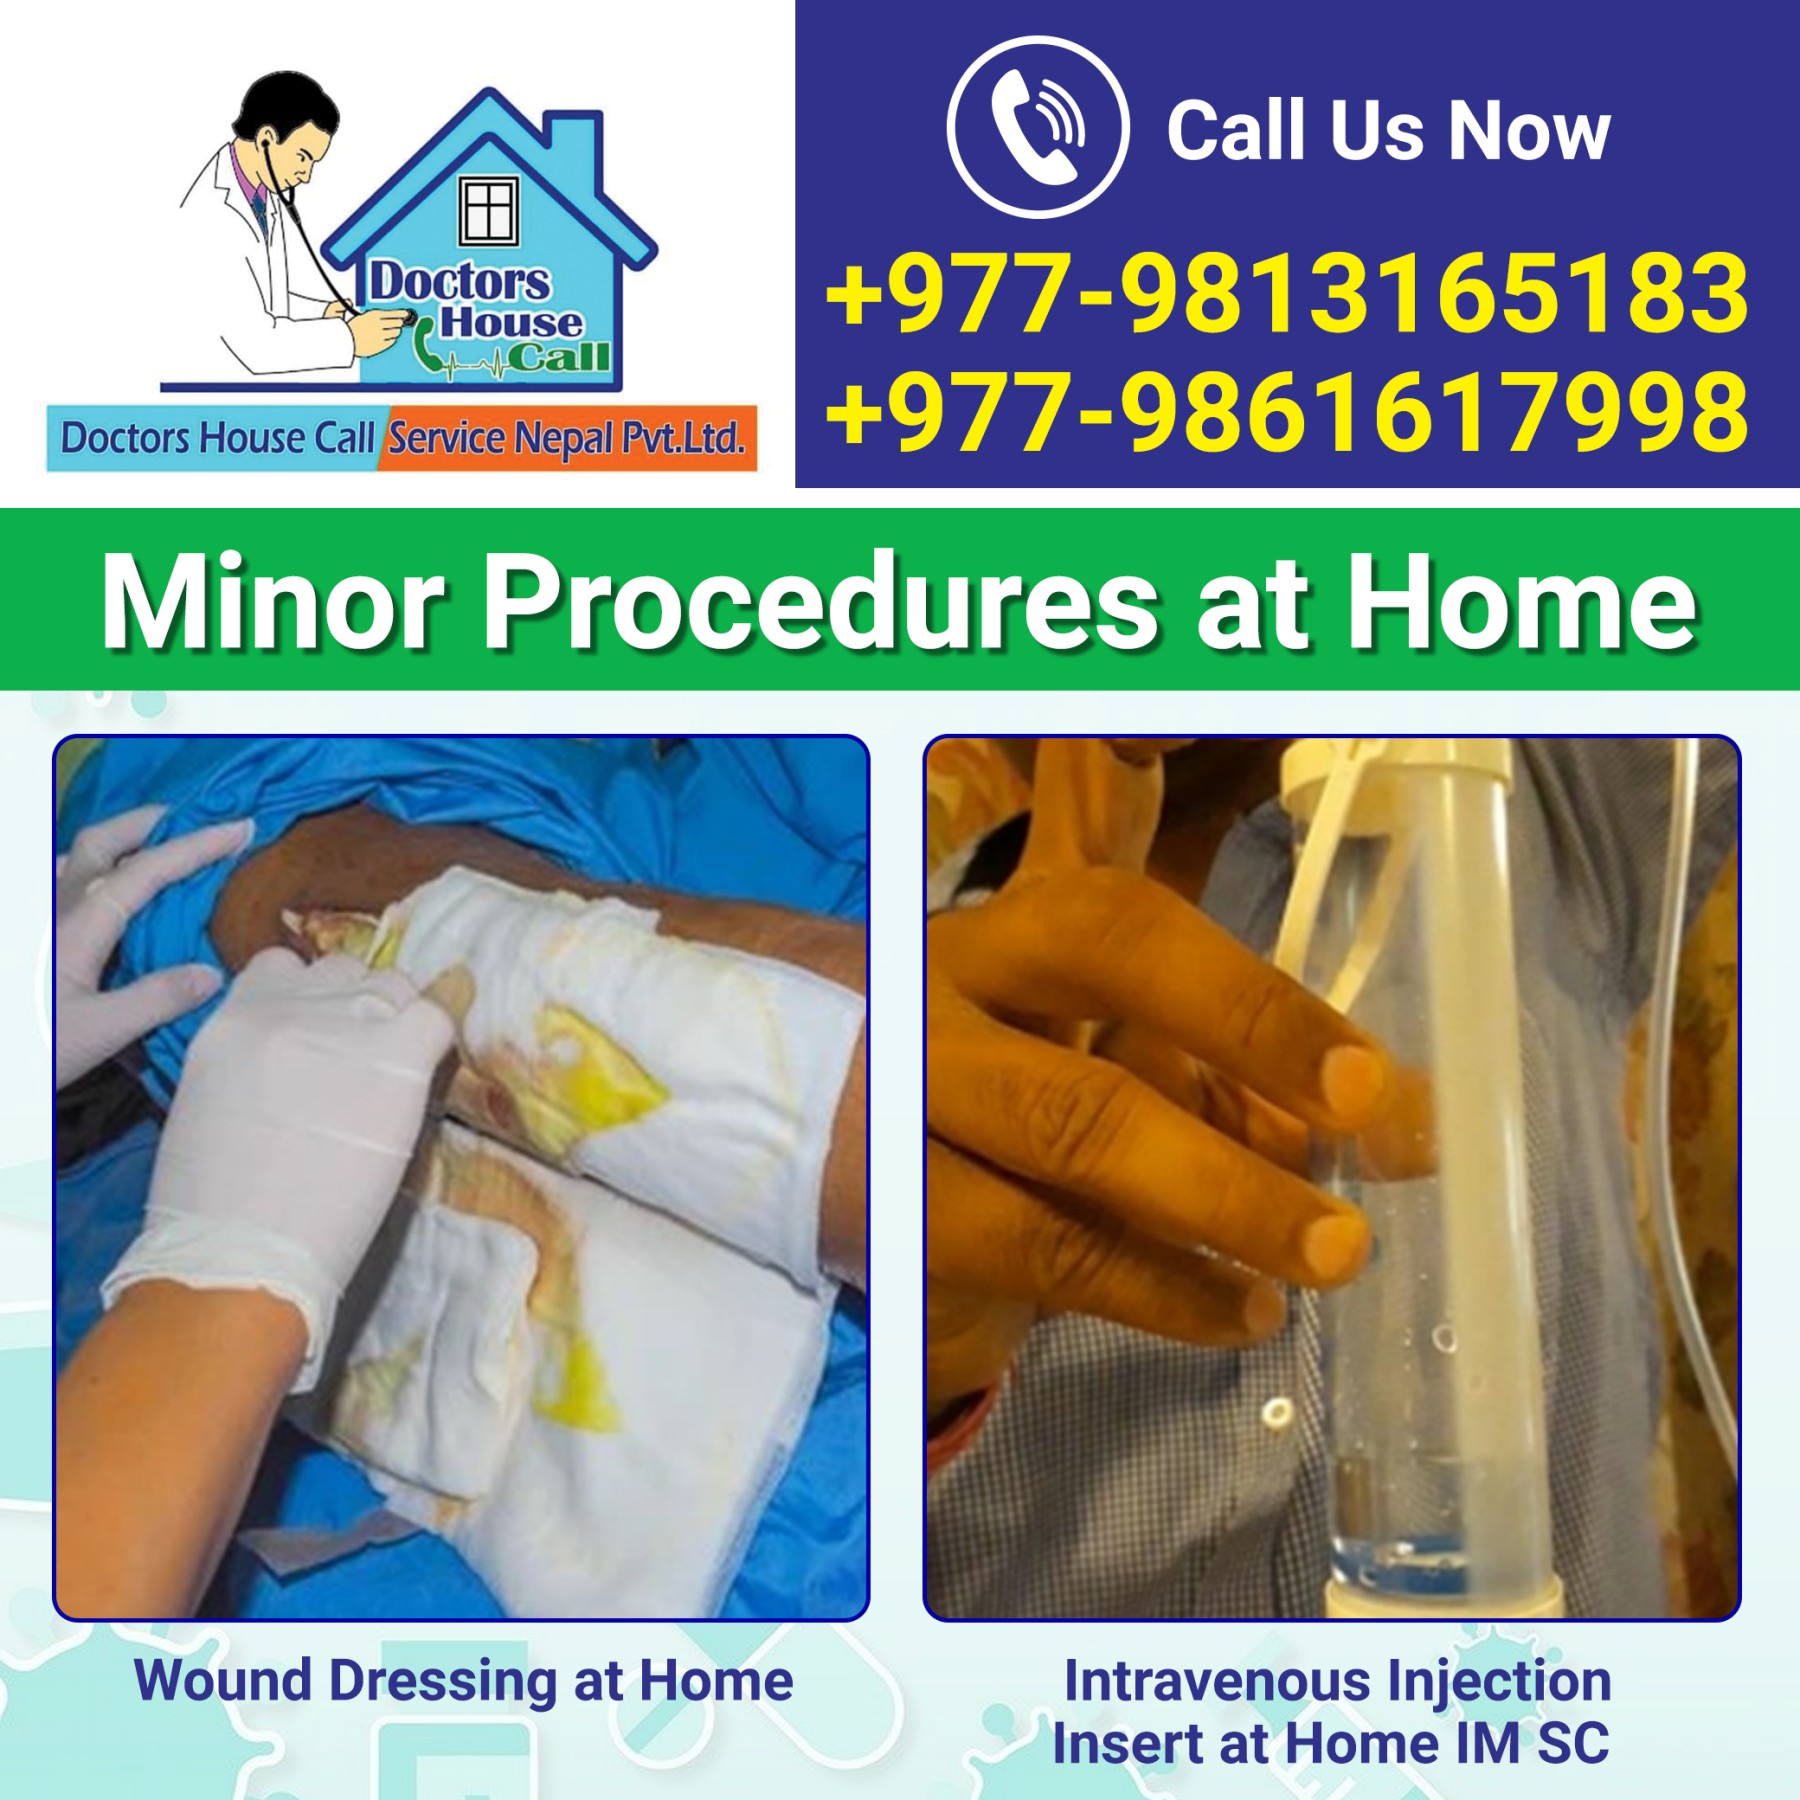 Doctors
House
Call
Doctors House Call Service Nepal Pvt.Ltd.
Call Us Now
+977-9813165183
+977-9861617998
Minor Procedures at Home
Wound Dressing at Home
Intravenous Injection
Insert at Home IM SC